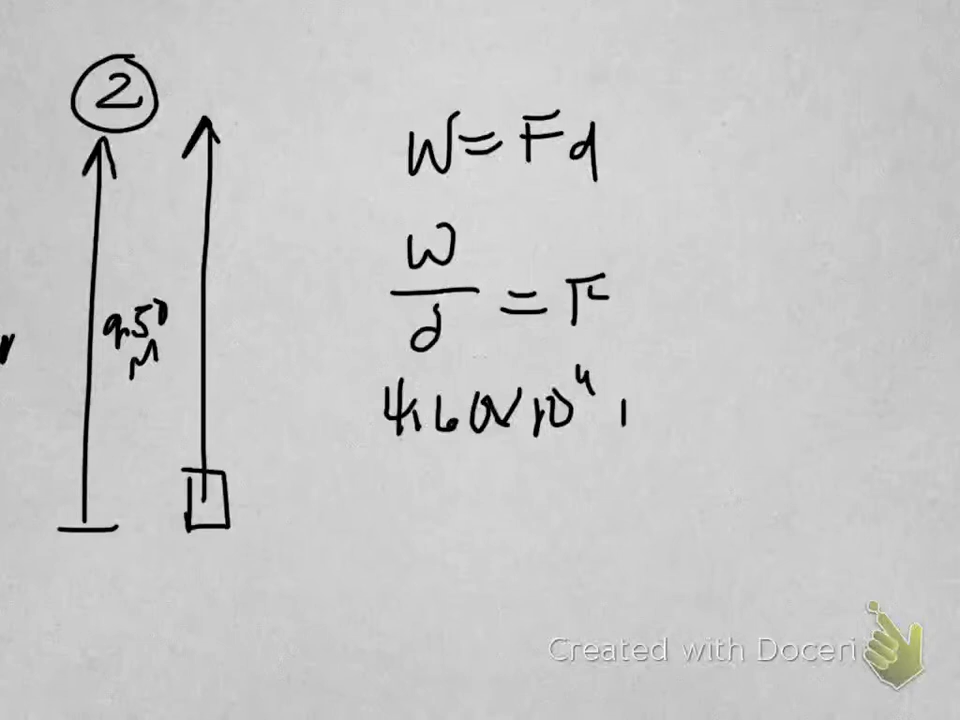 2
W = Fd
W
d
= F
9.50
M
4.60 x 10⁴
Created with Doceri